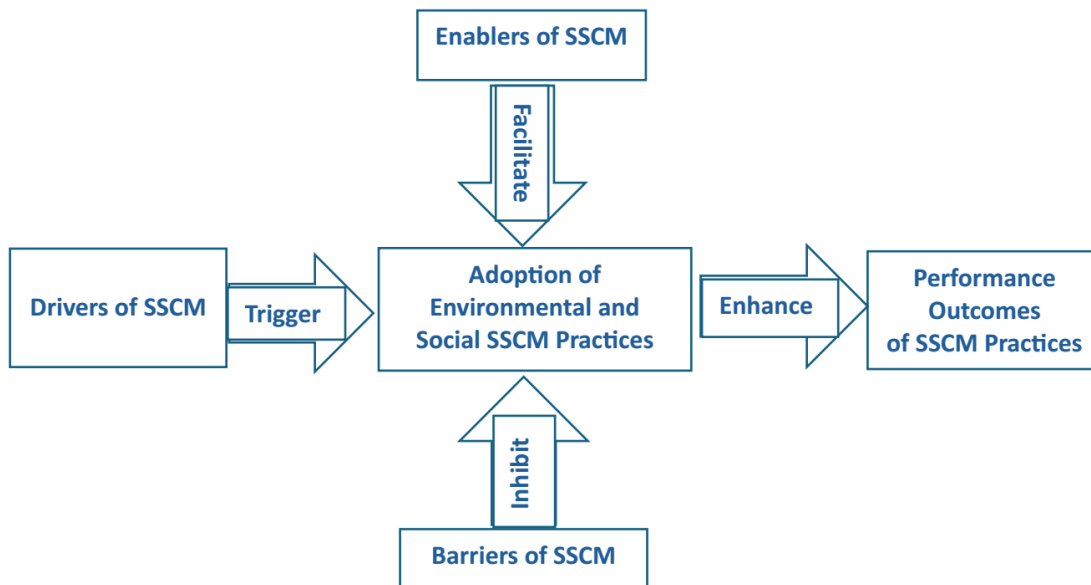 Enablers of SSCM
Facilitate
Drivers of SSCM
Trigger
Adoption of
Environmental and
Social SSCM Practices
Enhance
Performance
Outcomes
of SSCM Practices
Inhibit
Barriers of SSCM